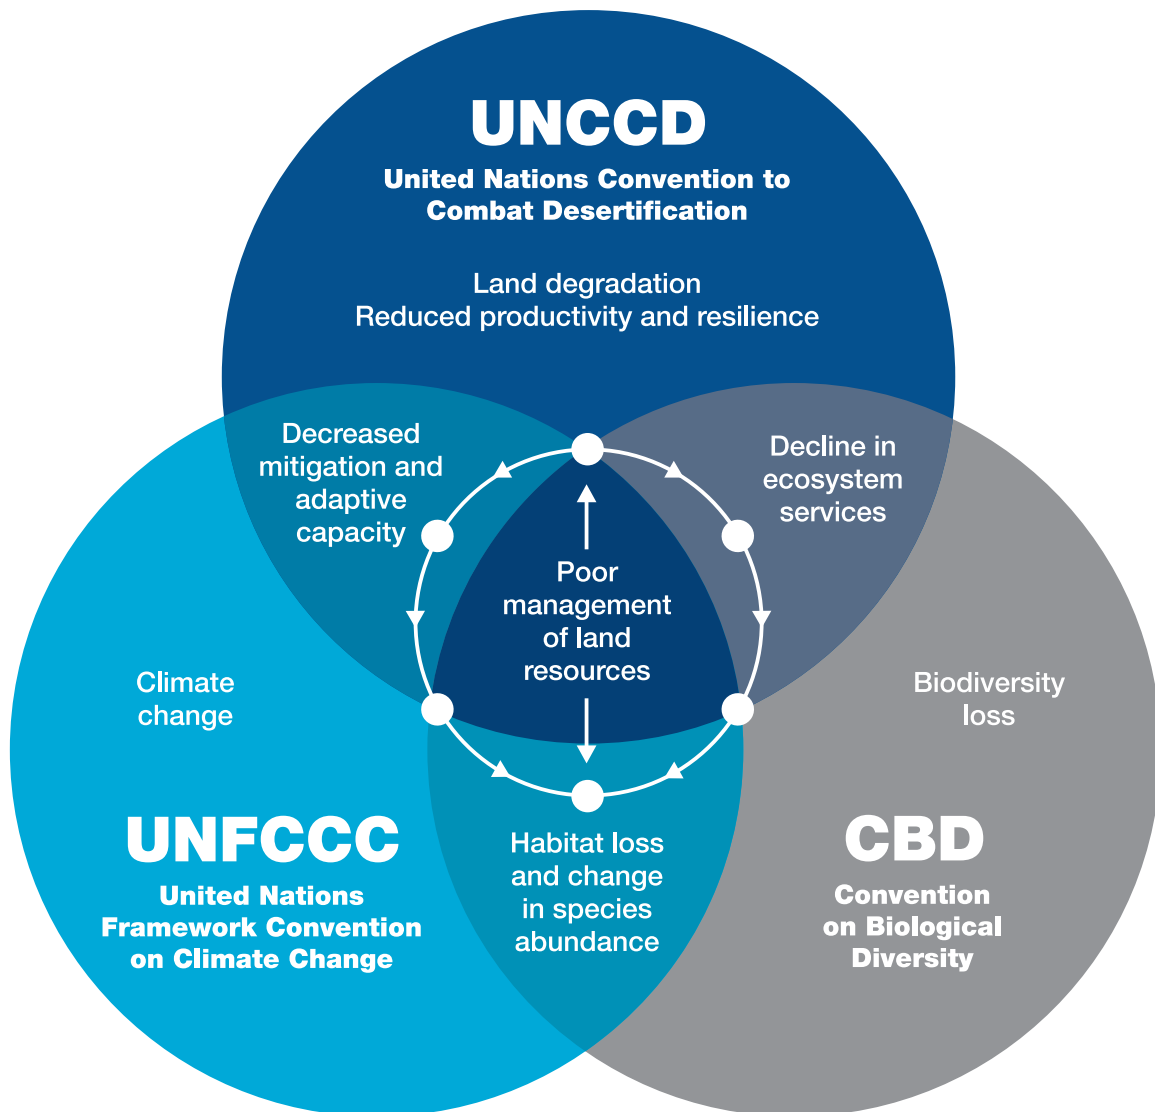 UNCCD
United Nations Convention to
Combat Desertification
Land degradation
Reduced productivity and resilience
Decreased
mitigation and
adaptive
capacity
Decline in
ecosystem
services
Poor
management
of land
resources
Climate
change
Biodiversity
loss
UNFCCC
United Nations
Framework Convention
on Climate Change
Habitat loss
and change
in species
abundance
CBD
Convention
on Biological
Diversity